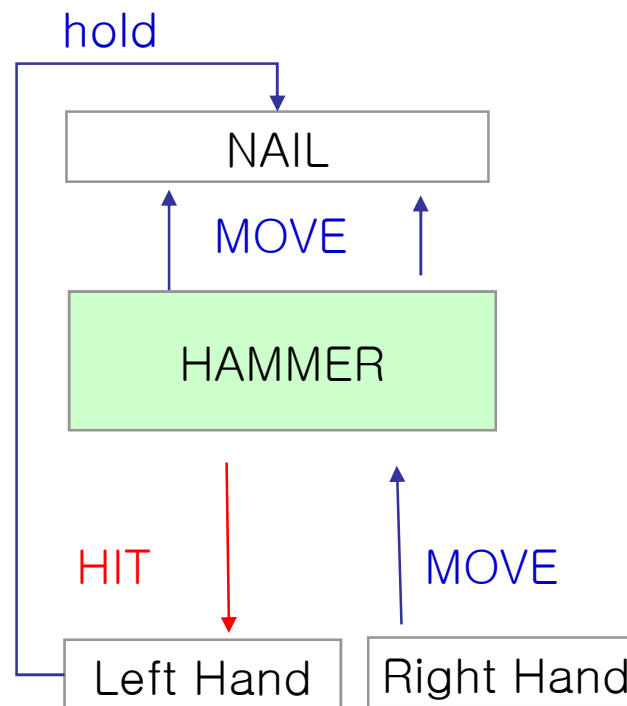 hold
NAIL
MOVE
HAMMER
HIT
MOVE
Left Hand
Right Hand